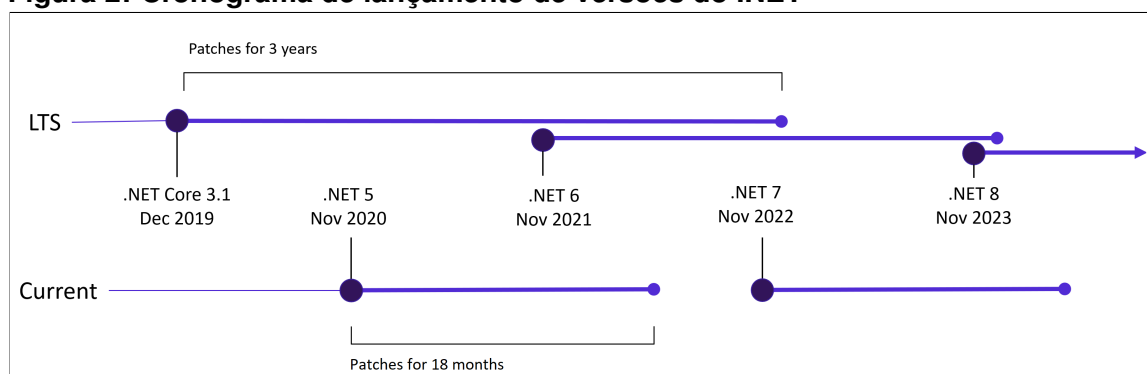 Figura 2. Cronograma de lançamento de versões do .NET
Patches for 3 years
LTS
.NET Core 3.1
Dec 2019
.NET 5
Nov 2020
.NET 6
Nov 2021
.NET 7
Nov 2022
.NET 8
Nov 2023
Current
Patches for 18 months